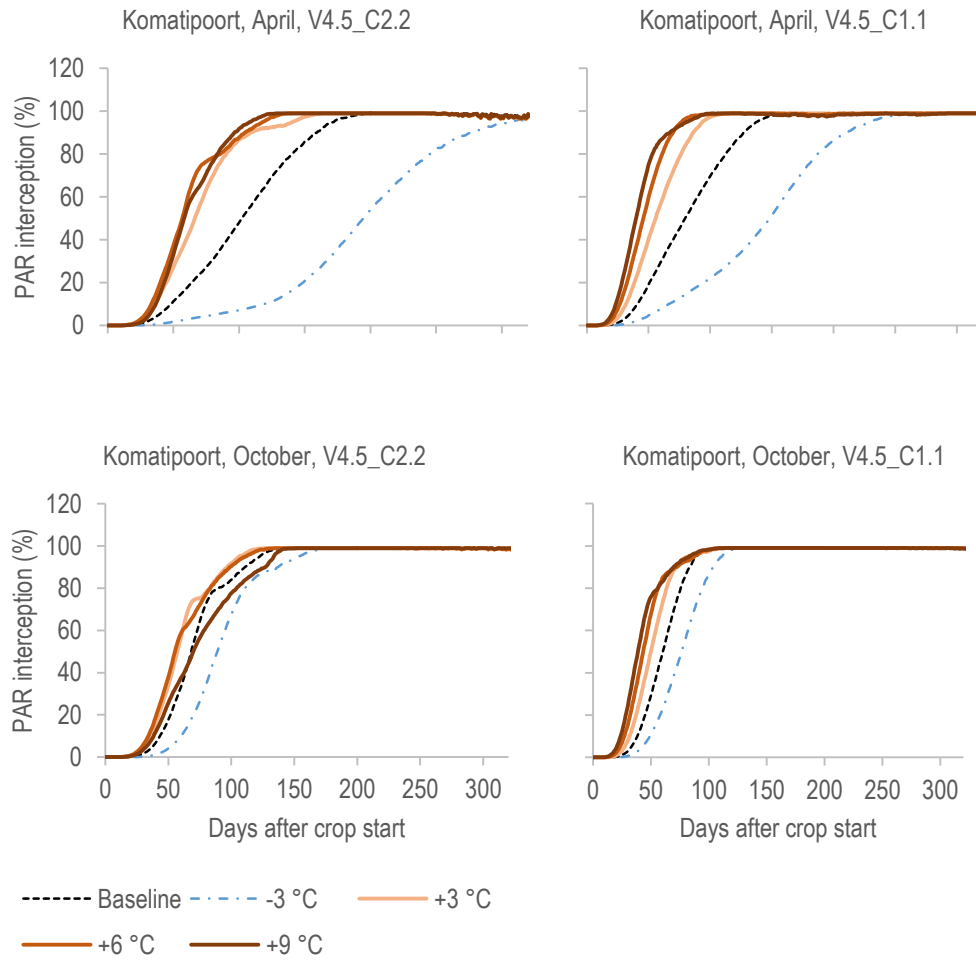 Komatipoort, April, V4.5_C2.2
Komatipoort, April, V4.5_C1.1
PAR interception (%)
120
100
80
60
40
20
0
Komatipoort, October, V4.5_C2.2
Komatipoort, October, V4.5_C1.1
PAR interception (%)
120
100
80
60
40
20
0
0 50 100 150 200 250 300
0 50 100 150 200 250 300
Days after crop start
Days after crop start
Baseline -3 °C +3 °C
+6 °C +9 °C